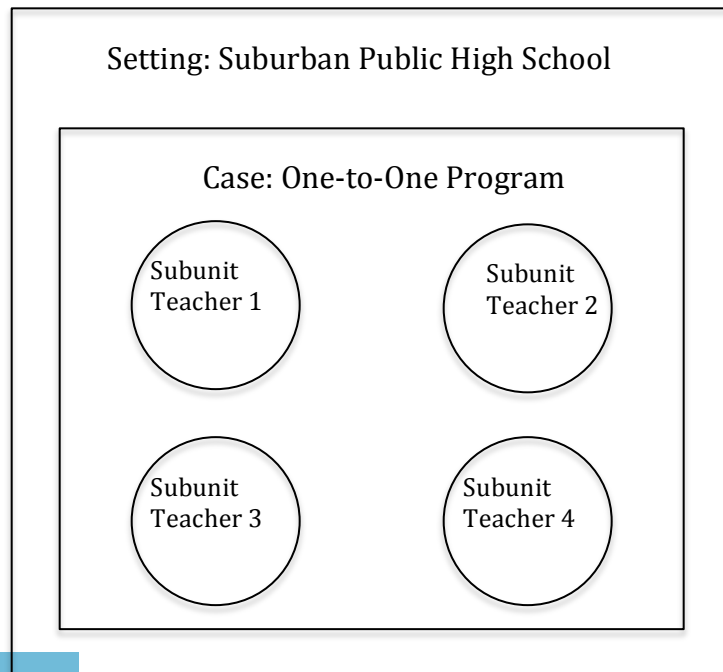 Setting: Suburban Public High School
Case: One-to-One Program
Subunit
Teacher 1
Subunit
Teacher 2
Subunit
Teacher 3
Subunit
Teacher 4